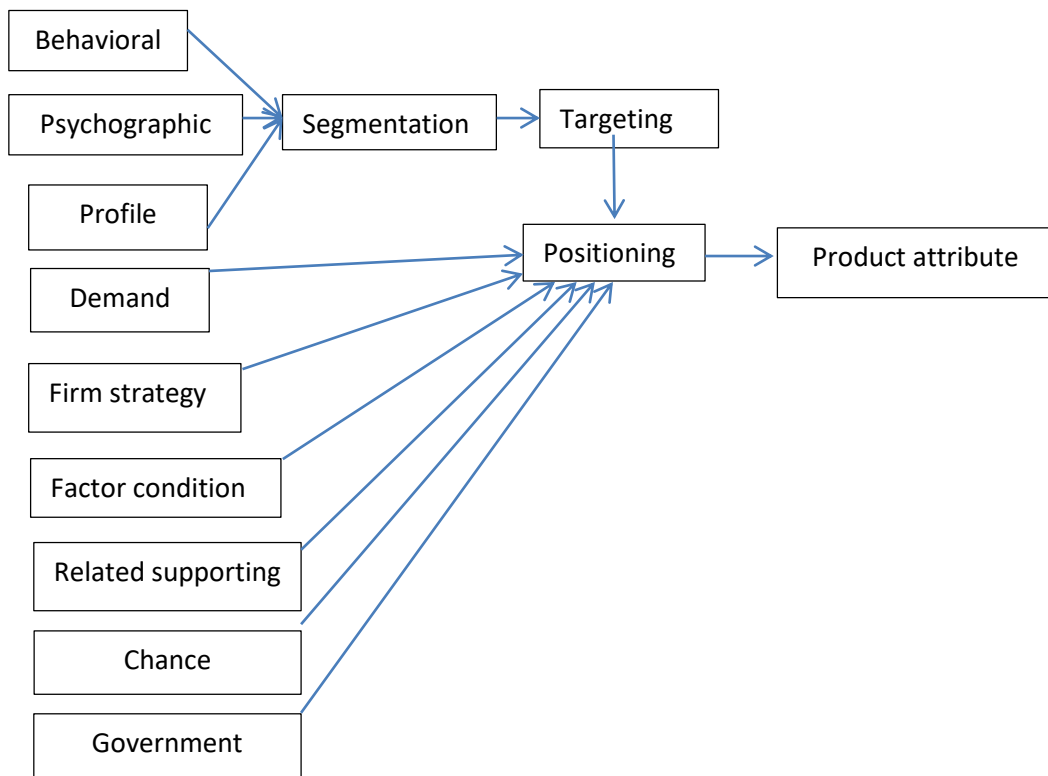 Behavioral
Psychographic
Segmentation
Targeting
Profile
Positioning
Product attribute
Demand
Firm strategy
Factor condition
Related supporting
Chance
Government